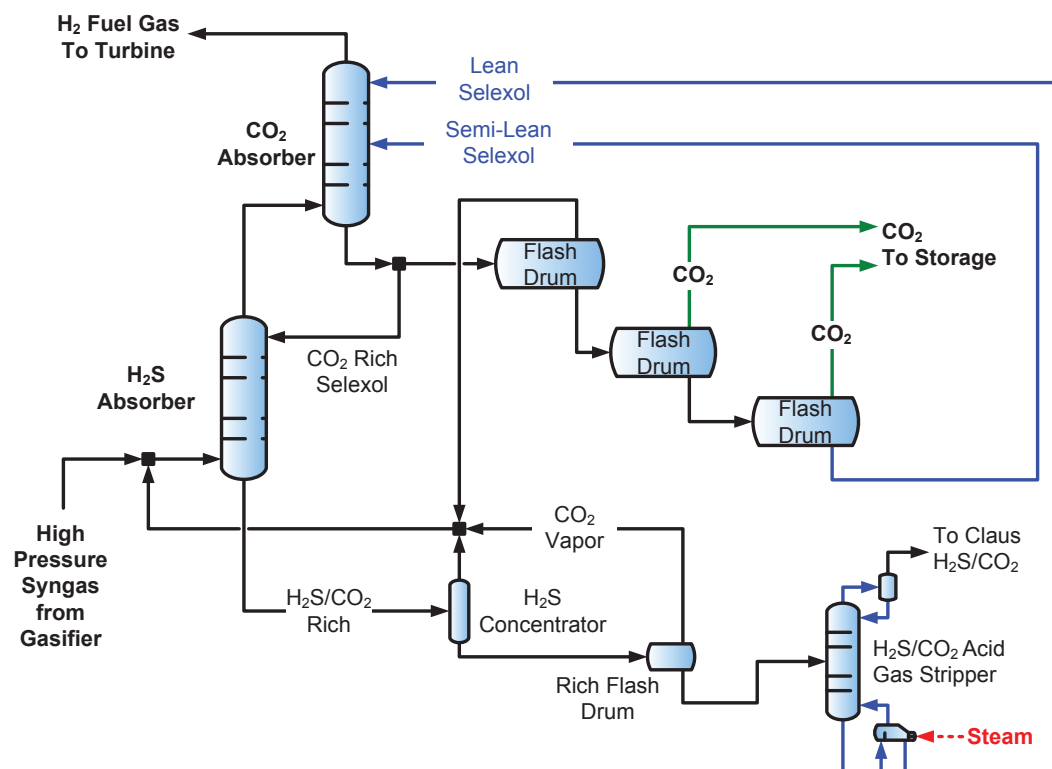 H₂ Fuel Gas
To Turbine
Lean
Selexol
Semi-Lean
Selexol
CO₂
Absorber
Flash
Drum
CO₂
CO₂
To Storage
Flash
Drum
CO₂
CO₂ Rich
Selexol
H₂S
Absorber
Flash
Drum
High
Pressure
Syngas
from
Gasifier
CO₂
Vapor
To Claus
H₂S/CO₂
H₂S/CO₂
Rich
H₂S
Concentrator
H₂S/CO₂ Acid
Gas Stripper
Rich Flash
Drum
Steam